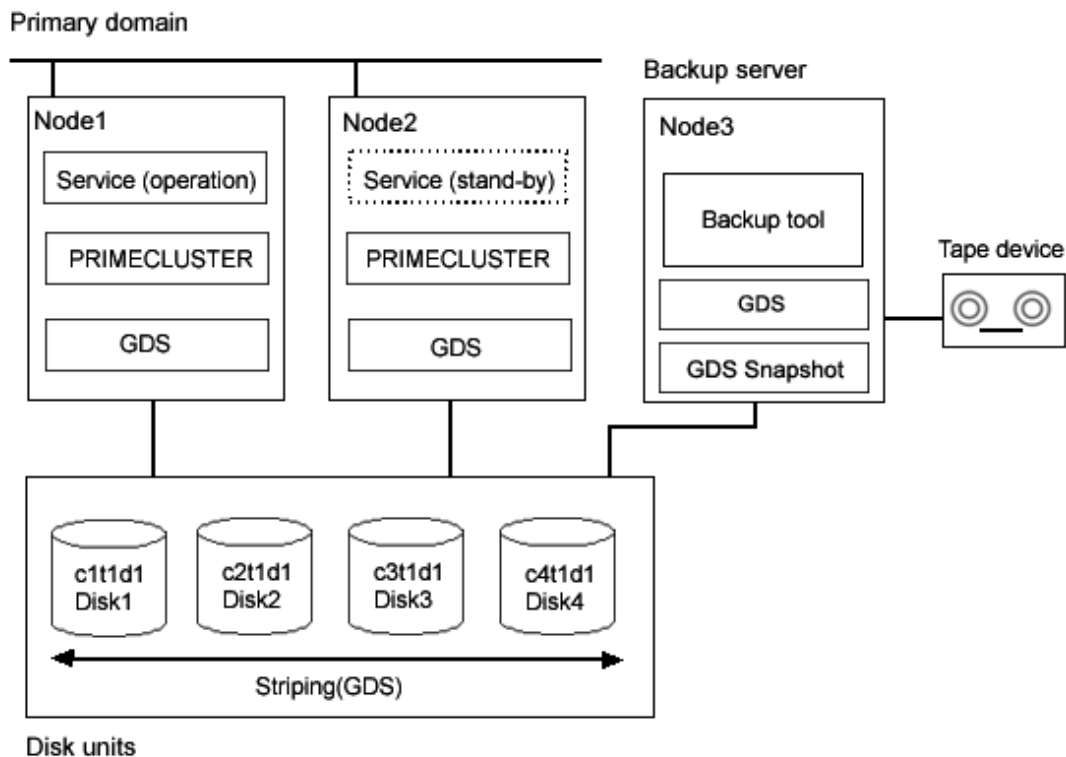 Primary domain
Backup server
Node1
Service (operation)
PRIMECLUSTER
GDS
Node2
Service (stand-by)
PRIMECLUSTER
GDS
Node3
Backup tool
GDS
GDS Snapshot
Tape device
c1t1d1
Disk1
c2t1d1
Disk2
c3t1d1
Disk3
c4t1d1
Disk4
Striping(GDS)
Disk units